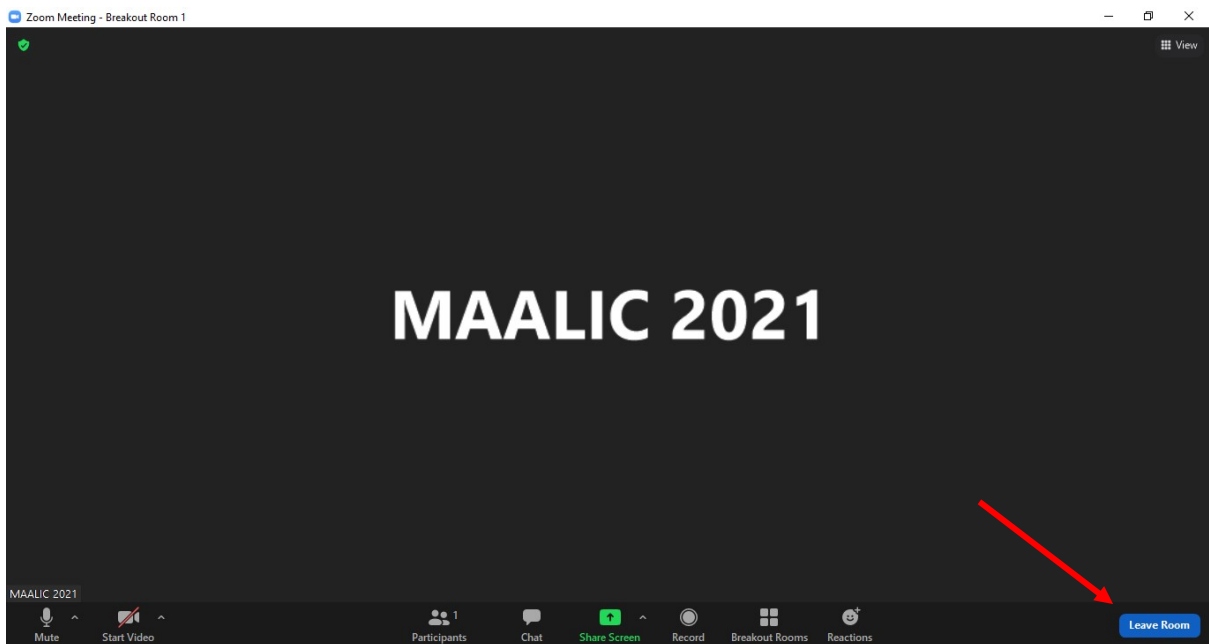 Zoom Meeting - Breakout Room 1
View
MAALIC 2021
MAALIC 2021
1
Mute Start Video Participants Chat Share Screen Record Breakout Rooms Reactions Leave Room